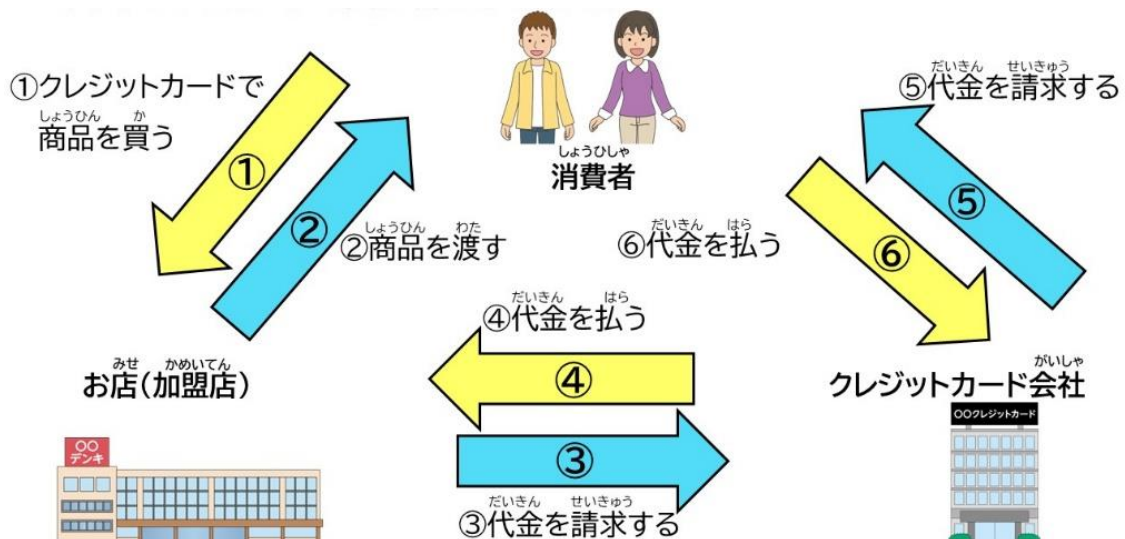 ①クレジットカードで
しょうひん か
商品を買う
①
②
しょうひん わた
②商品を渡す
しょうひしゃ
消費者
だいきん せいきゅう
⑤代金を請求する
⑤
⑥
だいきん はら
⑥代金を払う
だいきん はら
④代金を払う
④
③
だいきん せいきゅう
③代金を請求する
みせ かめいてん
お店(加盟店)
〇〇
デンキ
がいしゃ
クレジットカード会社
〇〇クレジットカード